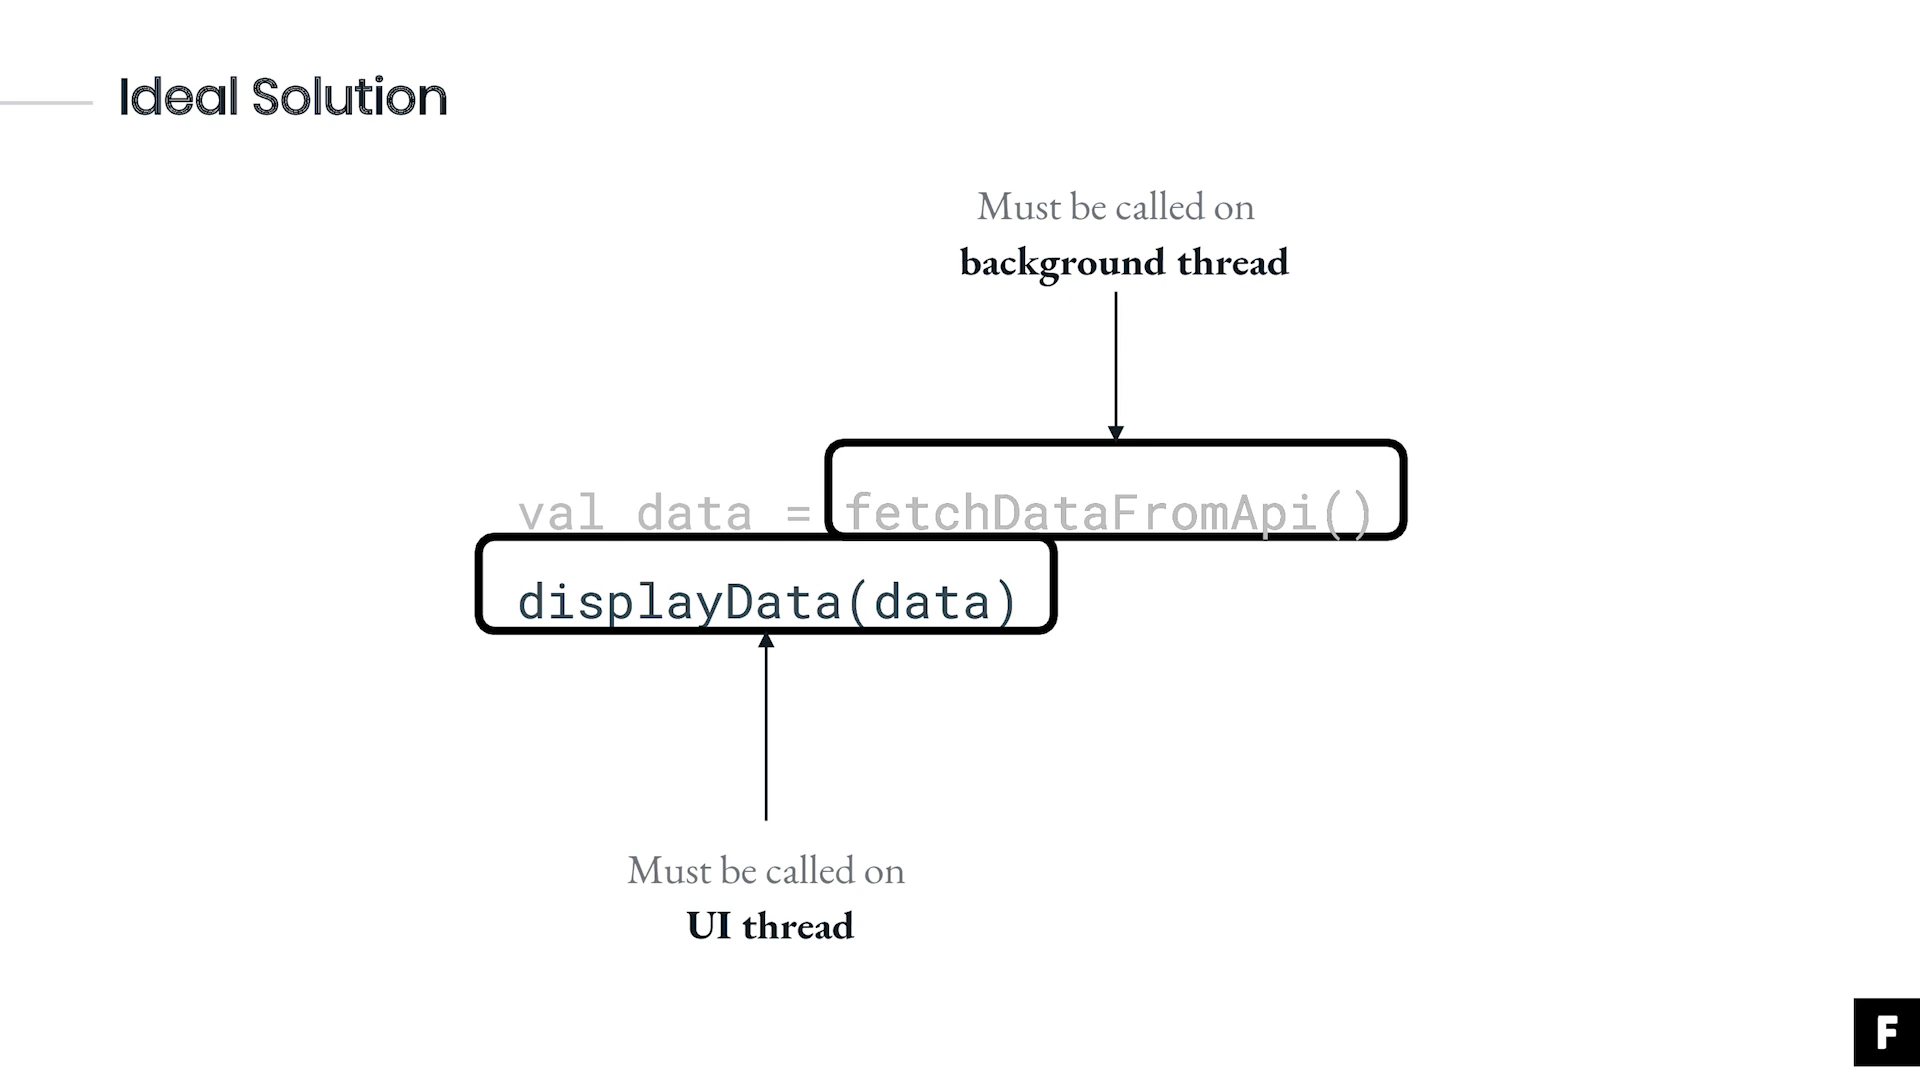 Ideal Solution
Must be called on
background thread
val data = fetchDataFromApi()
displayData(data)
Must be called on
UI thread
F